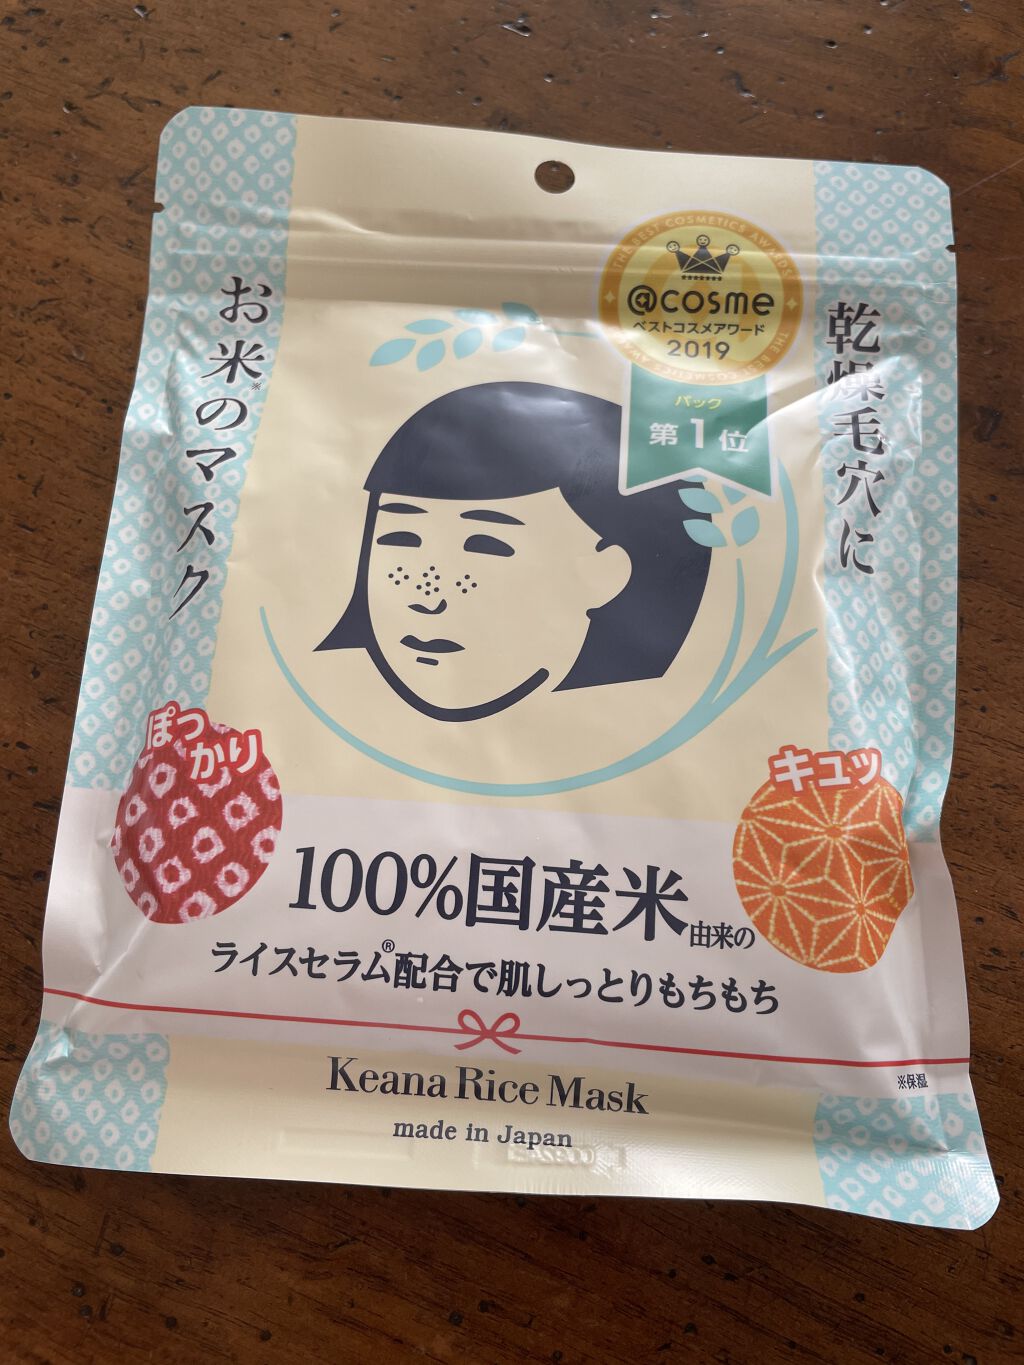 THE BEST COSMETICS AWARDS
@cosme
ベストコスメアワード
2019
パック
第1位
乾燥毛穴に
お米※のマスク
ぽっ
かり
キュッ
100%国産米由来の
ライスセラム®配合で肌しっとりもちもち
※保湿
Keana Rice Mask
made in Japan